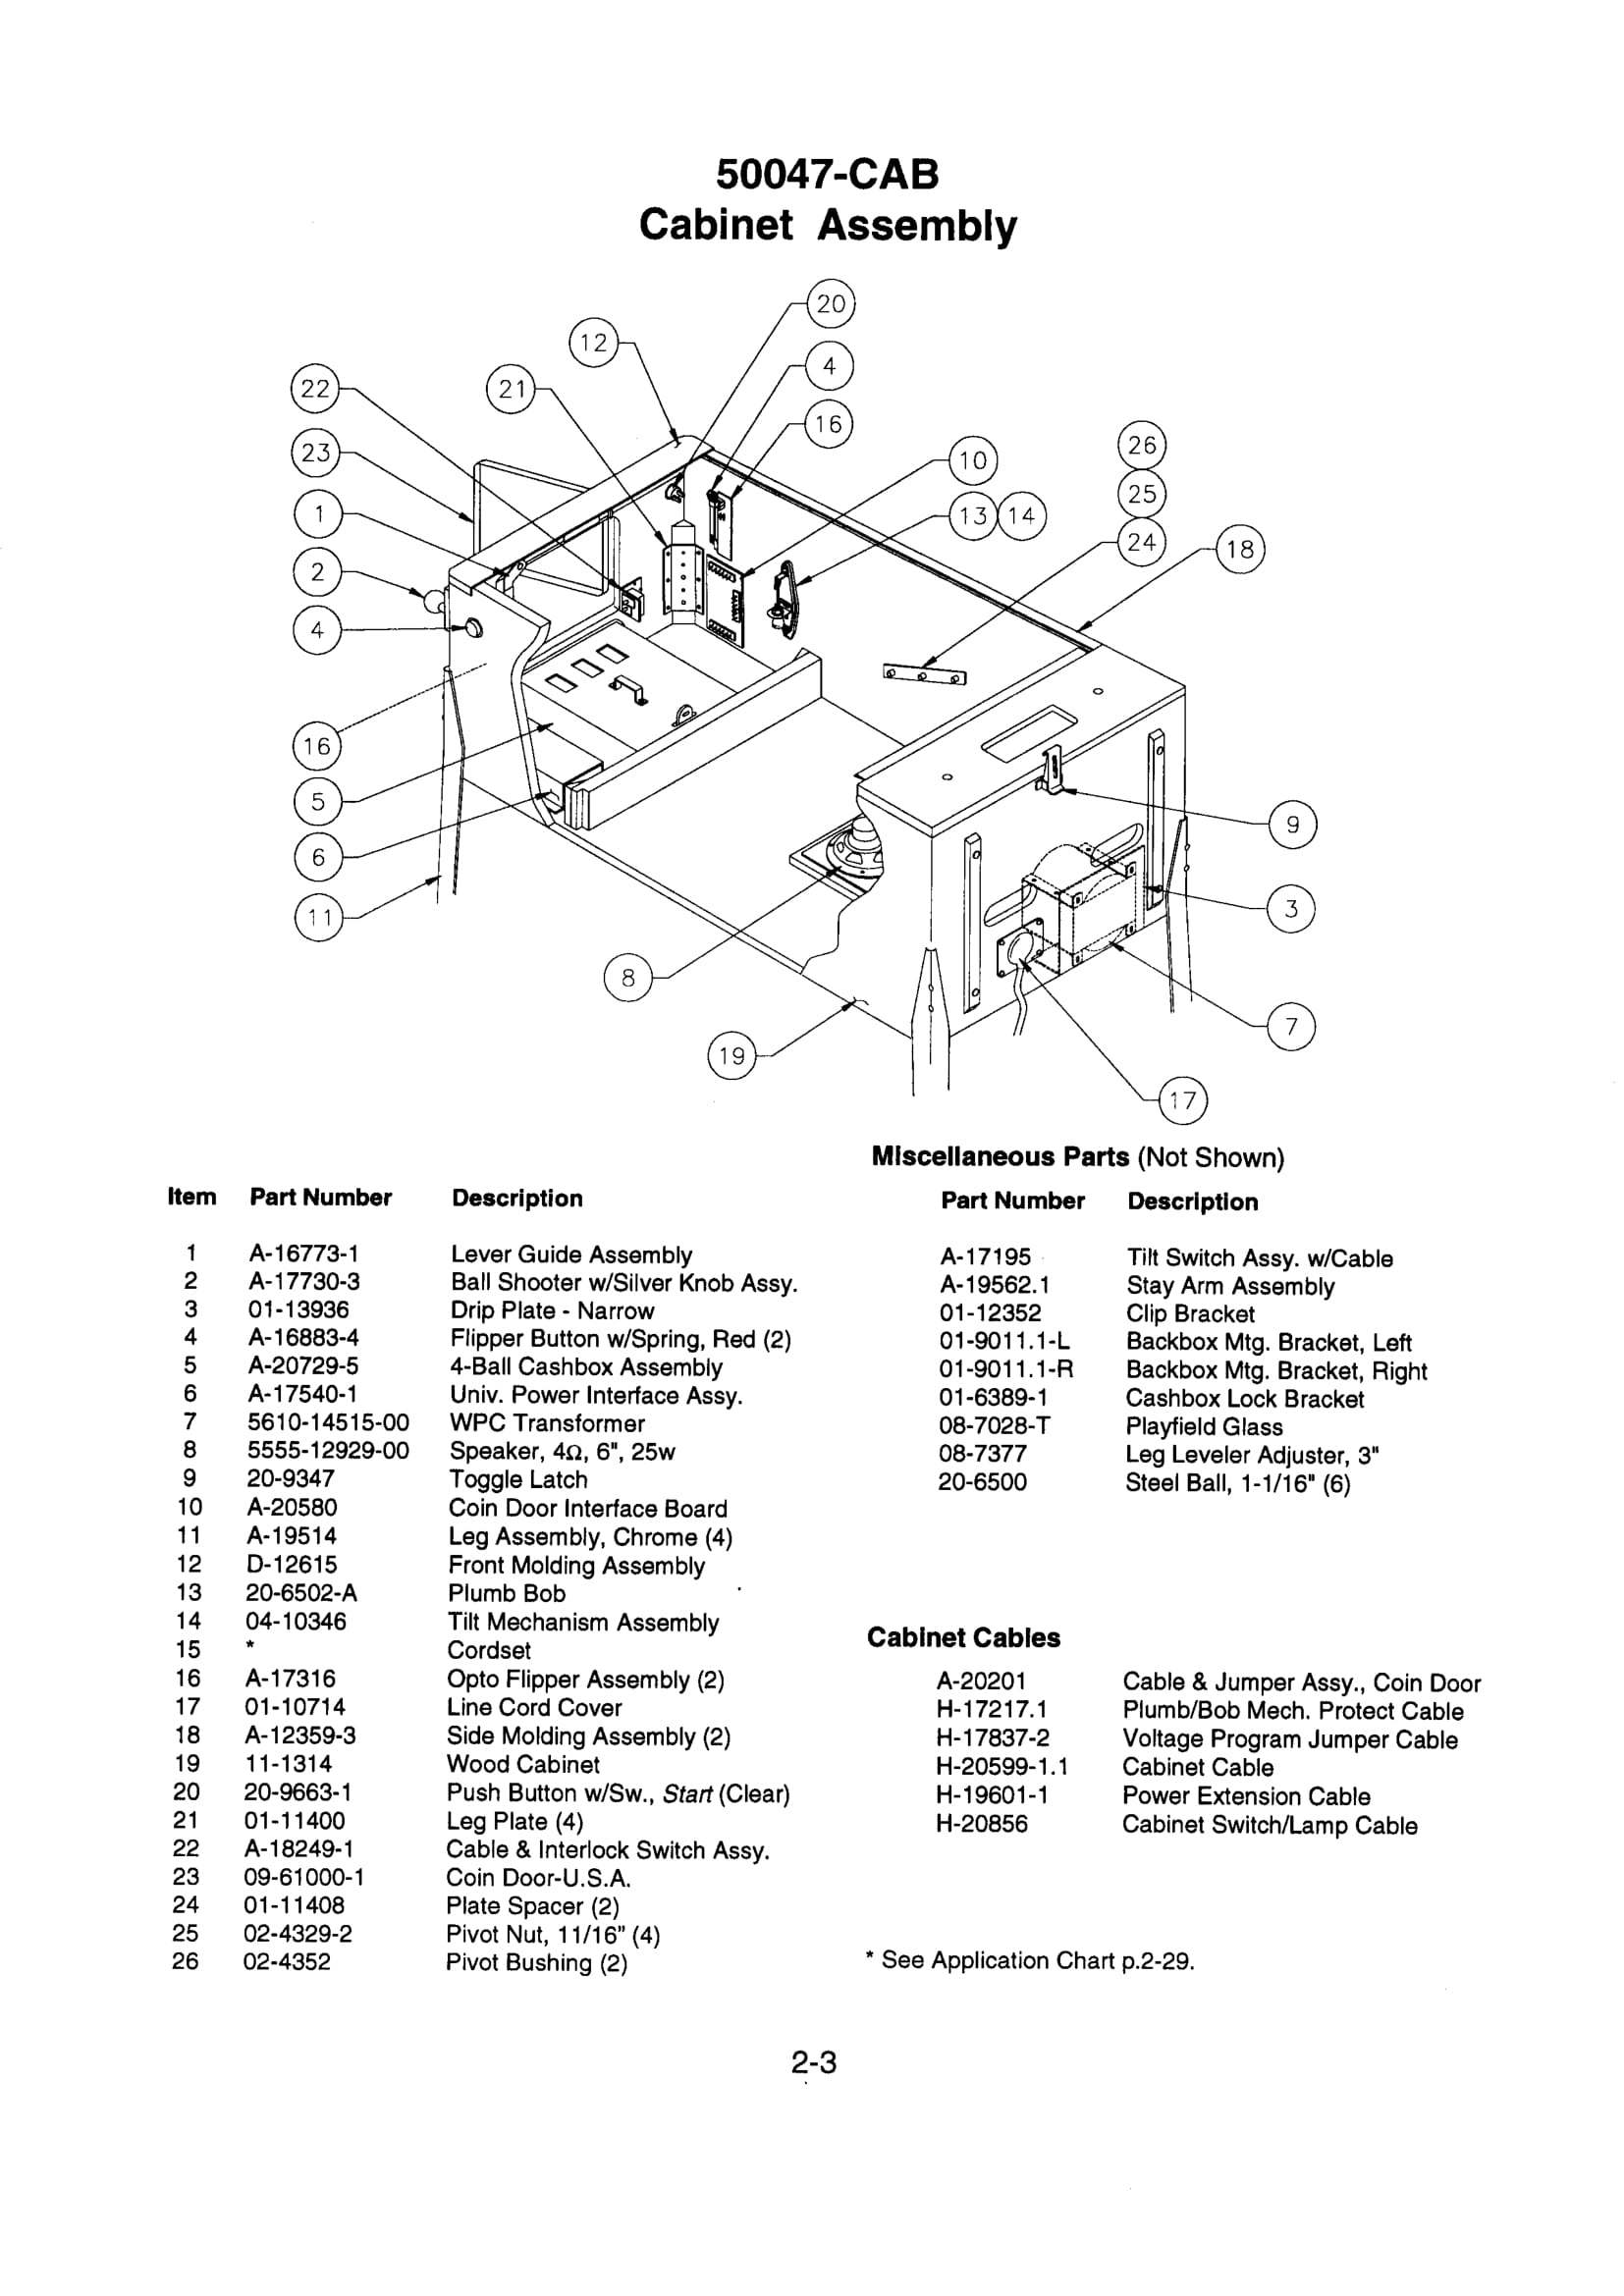 50047-CAB
Cabinet Assembly
20
12
4
22
21
16
23
10
26
25
1
13 14
24
18
2
4
16
5
9
6
3
11
8
7
19
17
Miscellaneous Parts (Not Shown)
Item Part Number Description
Part Number Description
1 A-16773-1 Lever Guide Assembly
2 A-17730-3 Ball Shooter w/Silver Knob Assy.
3 01-13936 Drip Plate - Narrow
4 A-16883-4 Flipper Button w/Spring, Red (2)
5 A-20729-5 4-Ball Cashbox Assembly
6 A-17540-1 Univ. Power Interface Assy.
7 5610-14515-00 WPC Transformer
8 5555-12929-00 Speaker, 4Ω, 6", 25w
9 20-9347 Toggle Latch
10 A-20580 Coin Door Interface Board
11 A-19514 Leg Assembly, Chrome (4)
12 D-12615 Front Molding Assembly
13 20-6502-A Plumb Bob
14 04-10346 Tilt Mechanism Assembly
15 * Cordset
16 A-17316 Opto Flipper Assembly (2)
17 01-10714 Line Cord Cover
18 A-12359-3 Side Molding Assembly (2)
19 11-1314 Wood Cabinet
20 20-9663-1 Push Button w/Sw., Start (Clear)
21 01-11400 Leg Plate (4)
22 A-18249-1 Cable & Interlock Switch Assy.
23 09-61000-1 Coin Door-U.S.A.
24 01-11408 Plate Spacer (2)
25 02-4329-2 Pivot Nut, 11/16” (4)
26 02-4352 Pivot Bushing (2)
A-17195 Tilt Switch Assy. w/Cable
A-19562.1 Stay Arm Assembly
01-12352 Clip Bracket
01-9011.1-L Backbox Mtg. Bracket, Left
01-9011.1-R Backbox Mtg. Bracket, Right
01-6389-1 Cashbox Lock Bracket
08-7028-T Playfield Glass
08-7377 Leg Leveler Adjuster, 3"
20-6500 Steel Ball, 1-1/16" (6)
Cabinet Cables
A-20201 Cable & Jumper Assy., Coin Door
H-17217.1 Plumb/Bob Mech. Protect Cable
H-17837-2 Voltage Program Jumper Cable
H-20599-1.1 Cabinet Cable
H-19601-1 Power Extension Cable
H-20856 Cabinet Switch/Lamp Cable
* See Application Chart p.2-29.
2-3